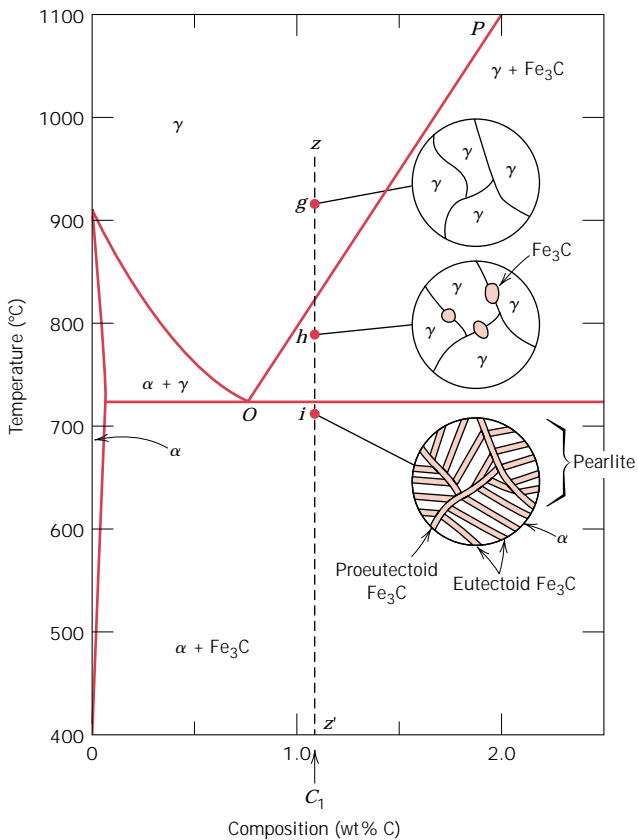 1100
P
γ + Fe₃C
1000
γ
z
γ
γ
γ
γ
g
900
Fe₃C
γ
γ
γ
γ
800
h
Temperature (°C)
α + γ
700
O
i
α
Pearlite
600
α
Proeutectoid
Fe₃C
Eutectoid Fe₃C
500
α + Fe₃C
z'
400
0
1.0
2.0
C₁
Composition (wt% C)